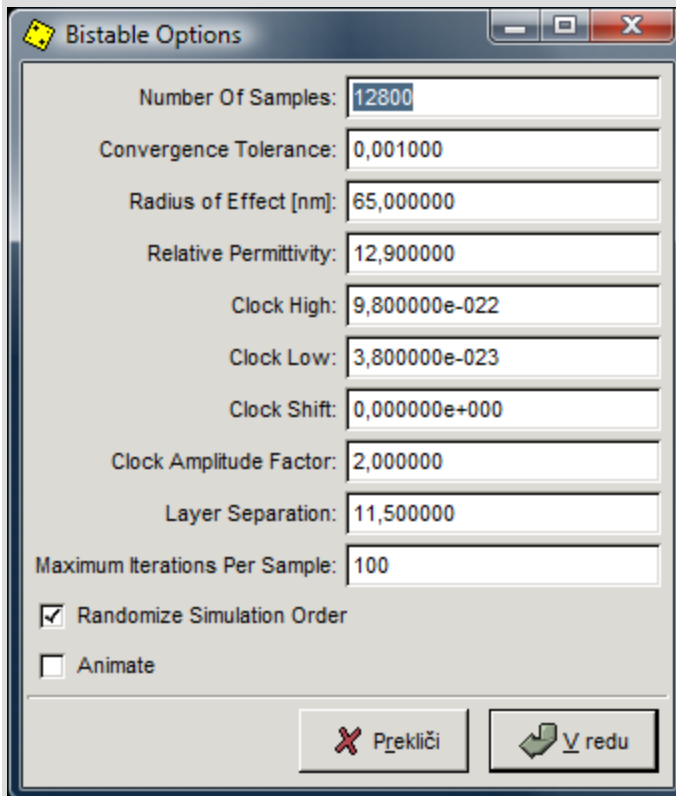 Bistable Options
Number Of Samples: 12800
Convergence Tolerance: 0,001000
Radius of Effect [nm]: 65,000000
Relative Permittivity: 12,900000
Clock High: 9,800000e-022
Clock Low: 3,800000e-023
Clock Shift: 0,000000e+000
Clock Amplitude Factor: 2,000000
Layer Separation: 11,500000
Maximum Iterations Per Sample: 100
Randomize Simulation Order
Animate
Prekliči V redu